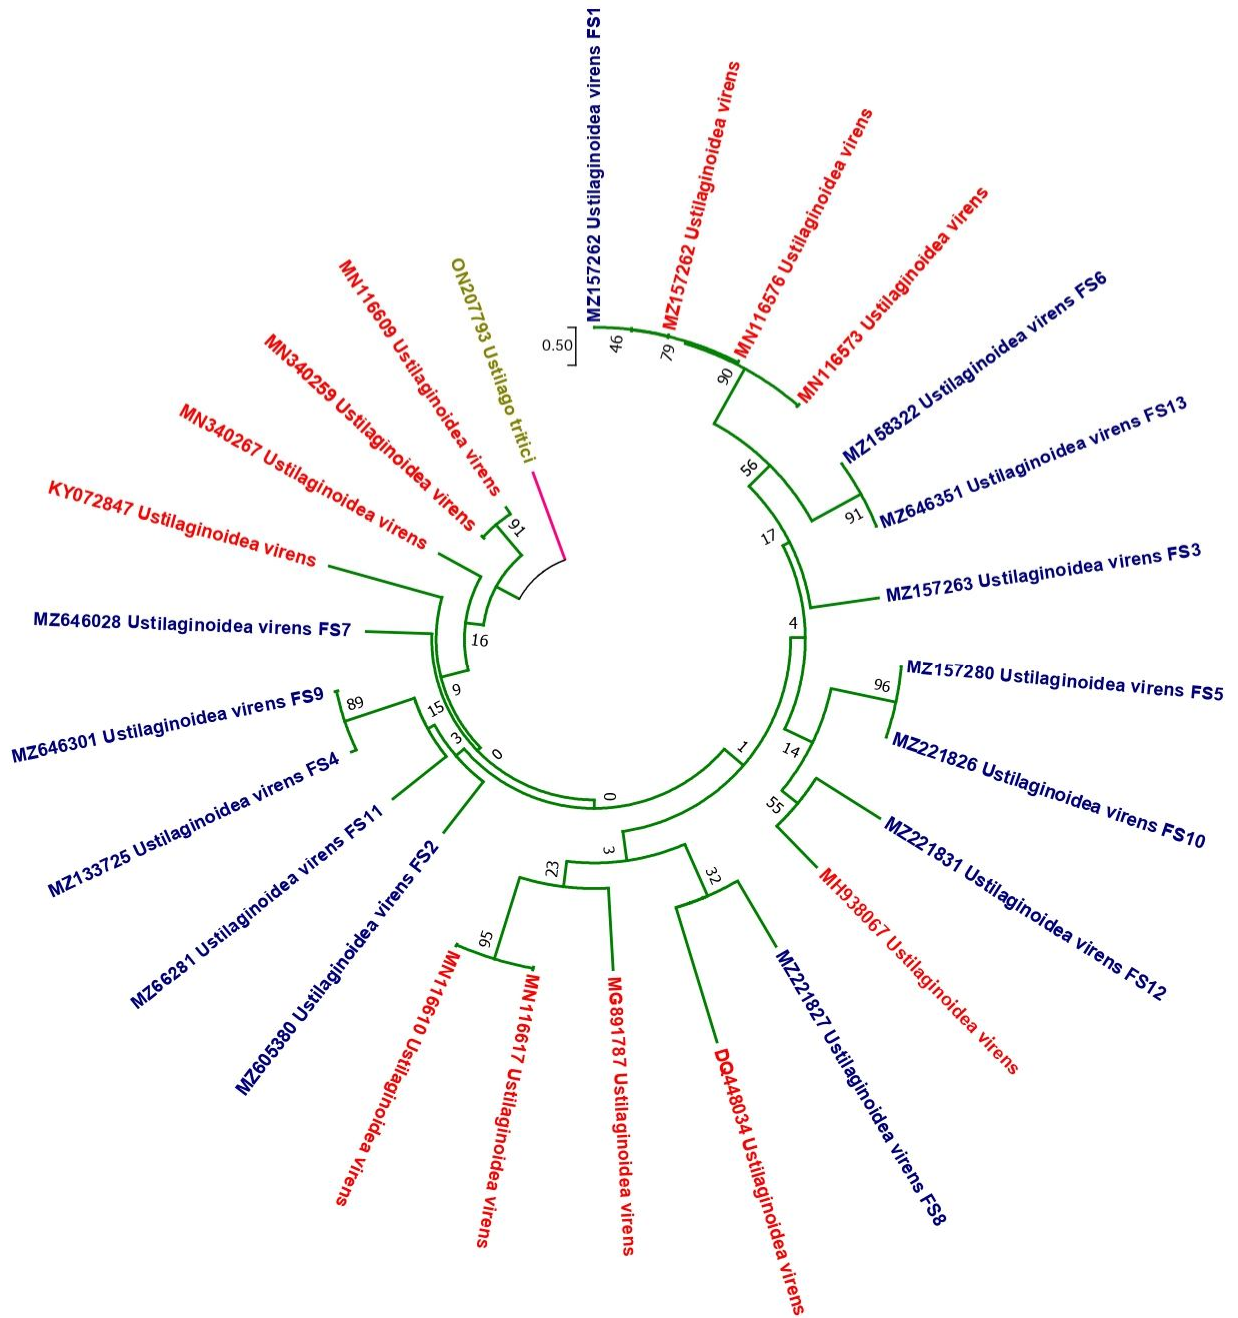 MZ157262 Ustilaginoidea virens FS1
MZ157262 Ustilaginoidea virens
MN116576 Ustilaginoidea virens
MN116573 Ustilaginoidea virens
MZ158322 Ustilaginoidea virens FS6
MZ646351 Ustilaginoidea virens FS13
MZ157263 Ustilaginoidea virens FS3
MZ157280 Ustilaginoidea virens FS5
MZ221826 Ustilaginoidea virens FS10
MZ221831 Ustilaginoidea virens FS12
MH938067 Ustilaginoidea virens
MZ221827 Ustilaginoidea virens FS8
DQ448034 Ustilaginoidea virens
MG891787 Ustilaginoidea virens
MN116617 Ustilaginoidea virens
MN116610 Ustilaginoidea virens
MZ605380 Ustilaginoidea virens FS2
MZ66281 Ustilaginoidea virens FS11
MZ133725 Ustilaginoidea virens FS4
MZ646301 Ustilaginoidea virens FS9
MZ646028 Ustilaginoidea virens FS7
KY072847 Ustilaginoidea virens
MN340267 Ustilaginoidea virens
MN340259 Ustilaginoidea virens
MN116609 Ustilaginoidea virens
ON207793 Ustilago tritici
0.50
46
79
90
56
91
17
4
96
14
55
1
0
32
3
23
95
0
3
15
89
9
16
91